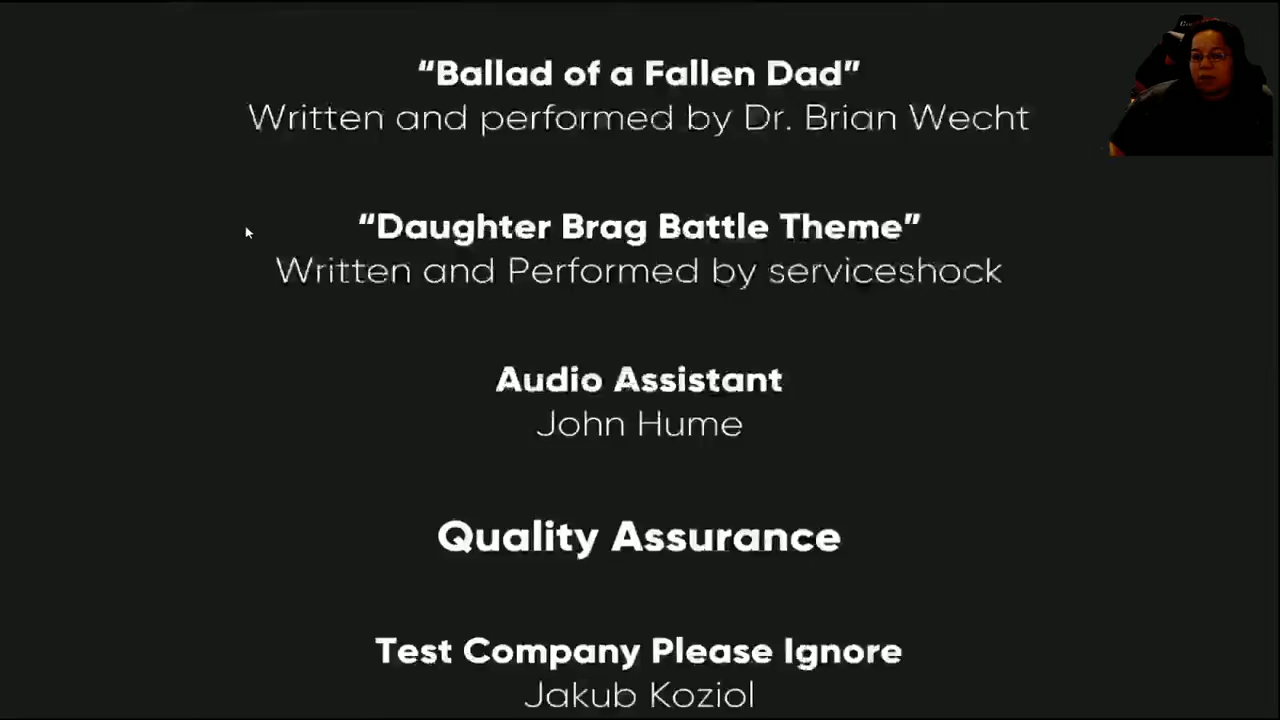 “Ballad of a Fallen Dad”
Written and performed by Dr. Brian Wecht
“Daughter Brag Battle Theme”
Written and Performed by serviceshock
Audio Assistant
John Hume
Quality Assurance
Test Company Please Ignore
Jakub Koziol